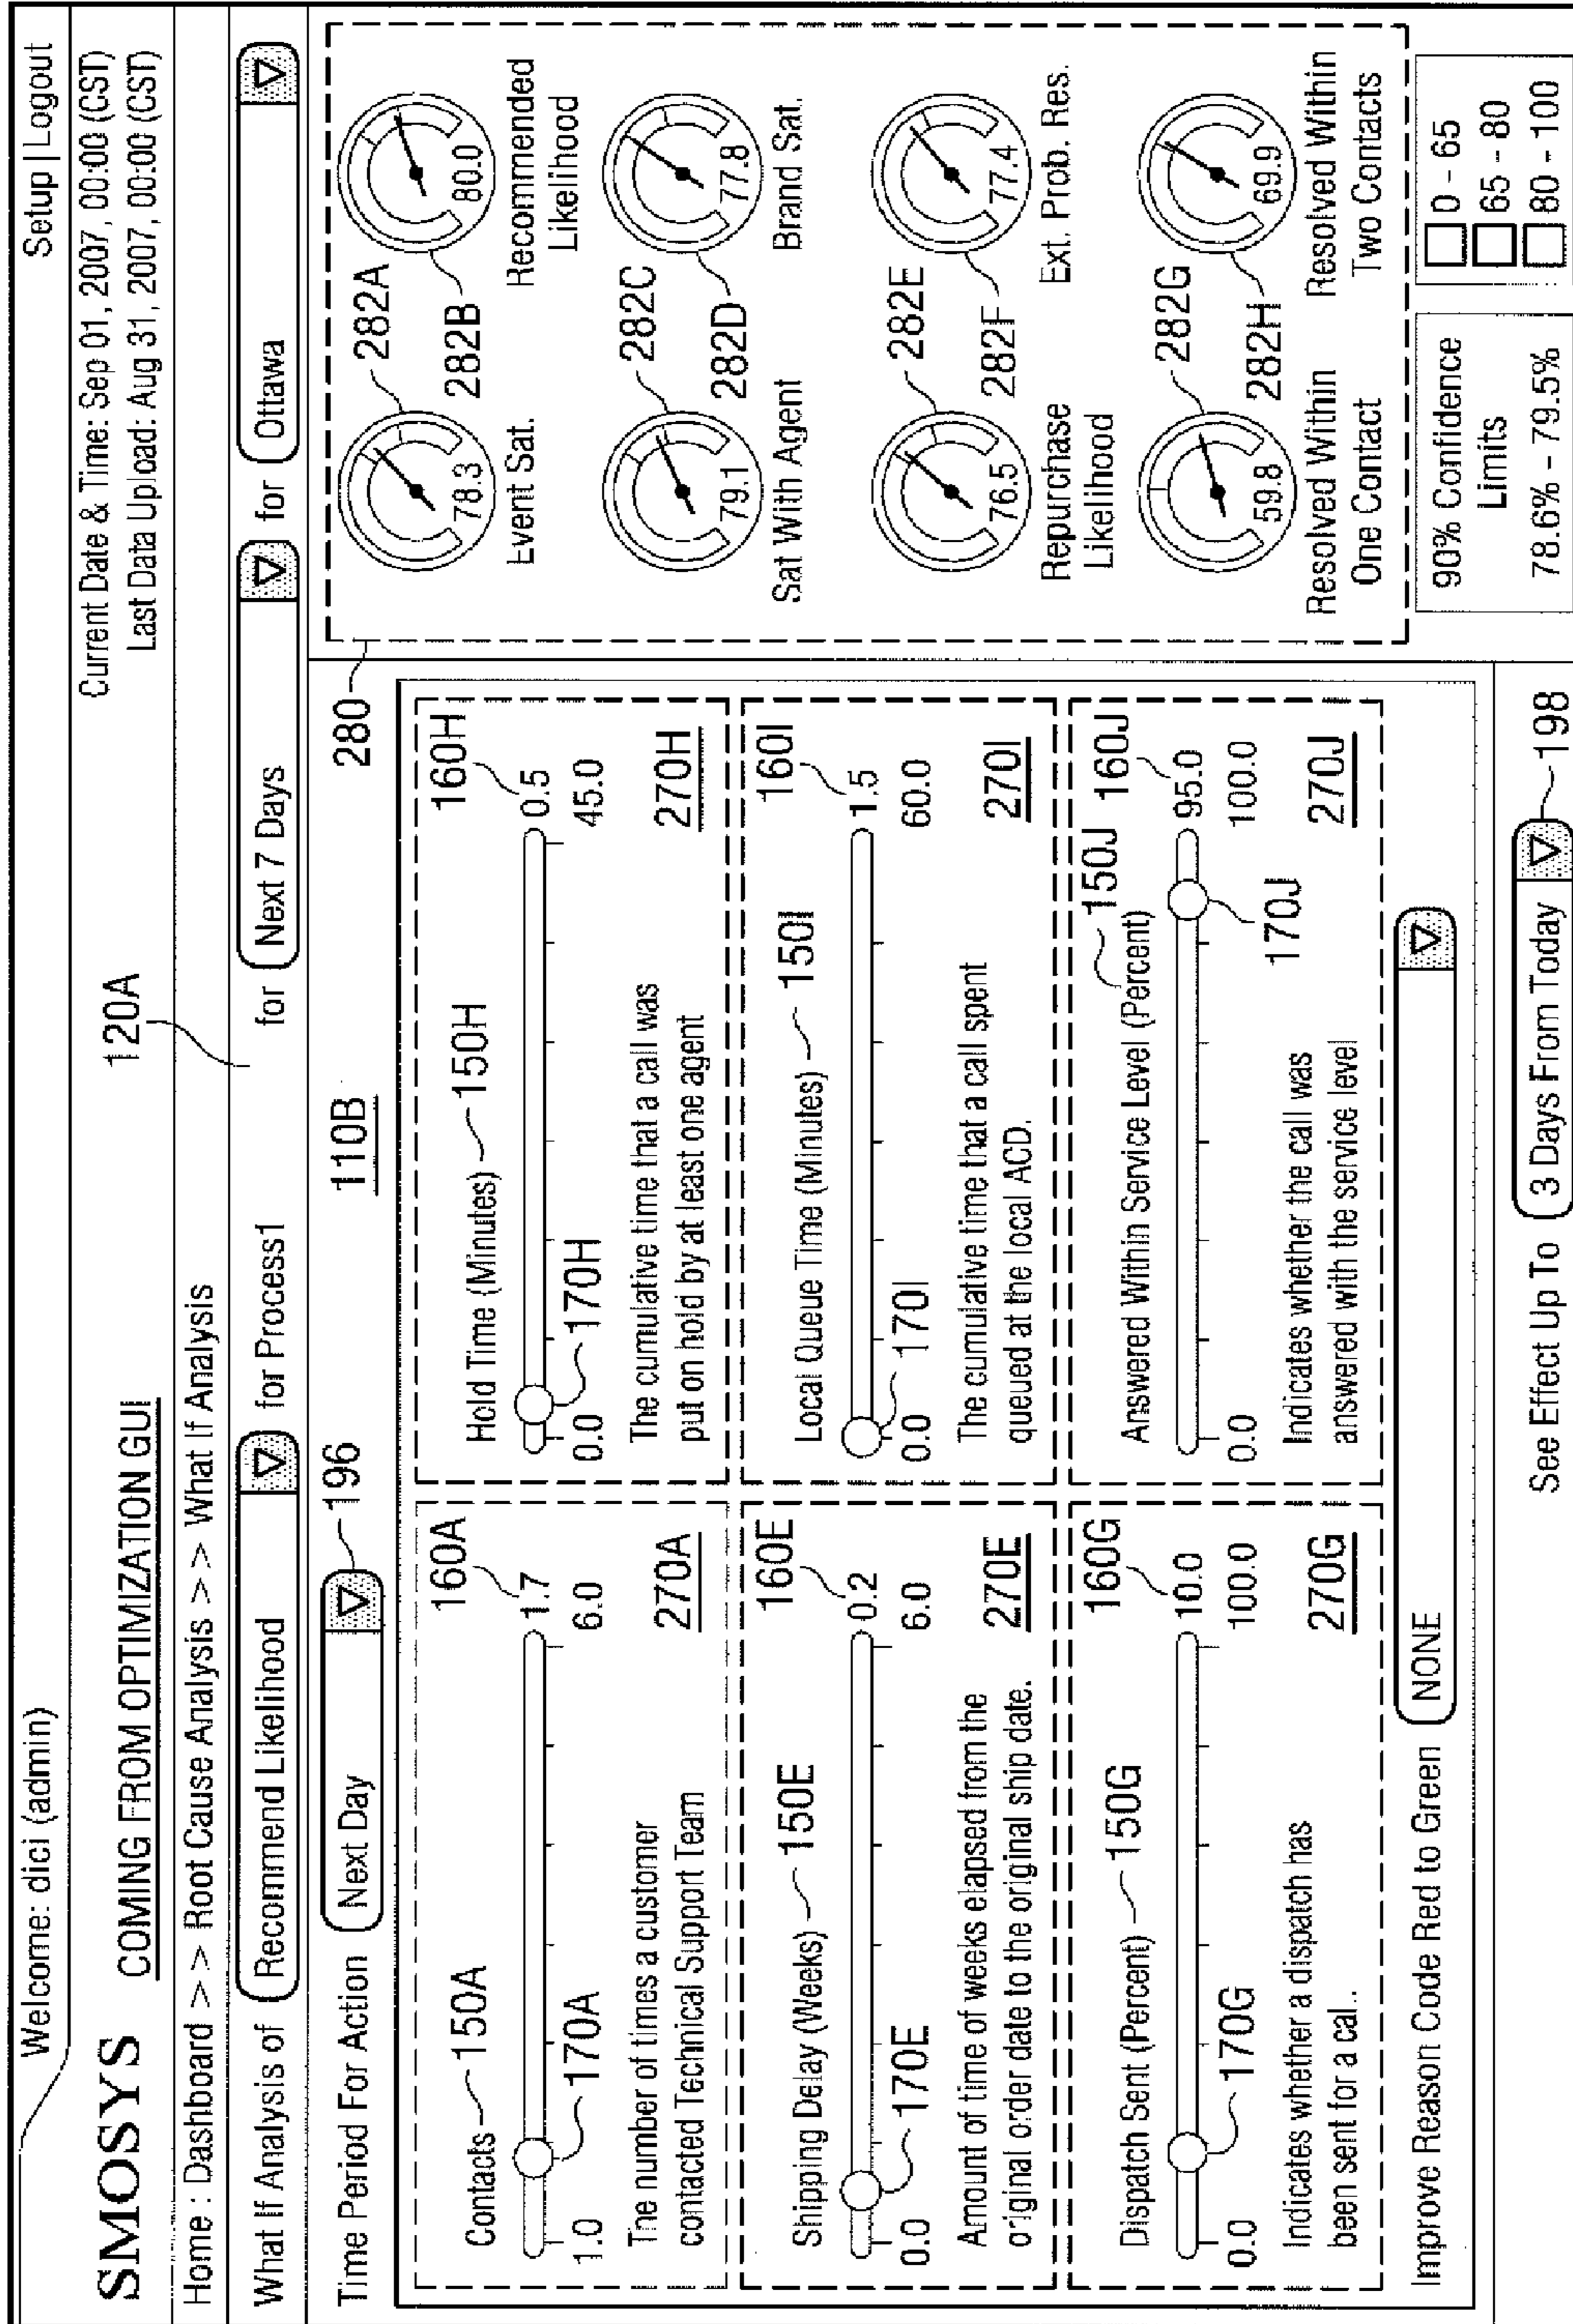 Welcome: dici (admin)
Setup | Logout
SMOSYS COMING FROM OPTIMIZATION GUI
120A
Current Date & Time: Sep 01, 2007, 00:00 (CST)
Last Data Upload: Aug 31, 2007, 00:00 (CST)
Home : Dashboard > > Root Cause Analysis > > What If Analysis
What If Analysis of Recommend Likelihood for Process1 for Next 7 Days for Ottawa
Time Period For Action Next Day 196
110B
280
Contacts 150A
160A
1.7
170A
1.0
6.0
The number of times a customer
contacted Technical Support Team
270A
Hold Time (Minutes) 150H
160H
0.5
170H
0.0
45.0
The cumulative time that a call was
put on hold by at least one agent
270H
Shipping Delay (Weeks) 150E
160E
0.2
170E
0.0
6.0
Amount of time of weeks elapsed from the
original order date to the original ship date.
270E
Local Queue Time (Minutes) 150I
160I
1.5
170I
0.0
60.0
The cumulative time that a call spent
queued at the local ACD.
270I
Dispatch Sent (Percent) 150G
160G
10.0
170G
0.0
100.0
Indicates whether a dispatch has
been sent for a cal..
270G
Answered Within Service Level (Percent)
150J
160J
95.0
170J
0.0
100.0
Indicates whether the call was
answered with the service level
270J
Improve Reason Code Red to Green NONE
See Effect Up To 3 Days From Today 198
78.3
282A
Event Sat.
80.0
282B
Recommended
Likelihood
79.1
282C
Sat With Agent
77.8
282D
Brand Sat.
76.5
282E
Repurchase
Likelihood
77.4
282F
Ext. Prob. Res.
59.8
282G
Resolved Within
One Contact
69.9
282H
Resolved Within
Two Contacts
90% Confidence
Limits
78.6% - 79.5%
0 - 65
65 - 80
80 - 100